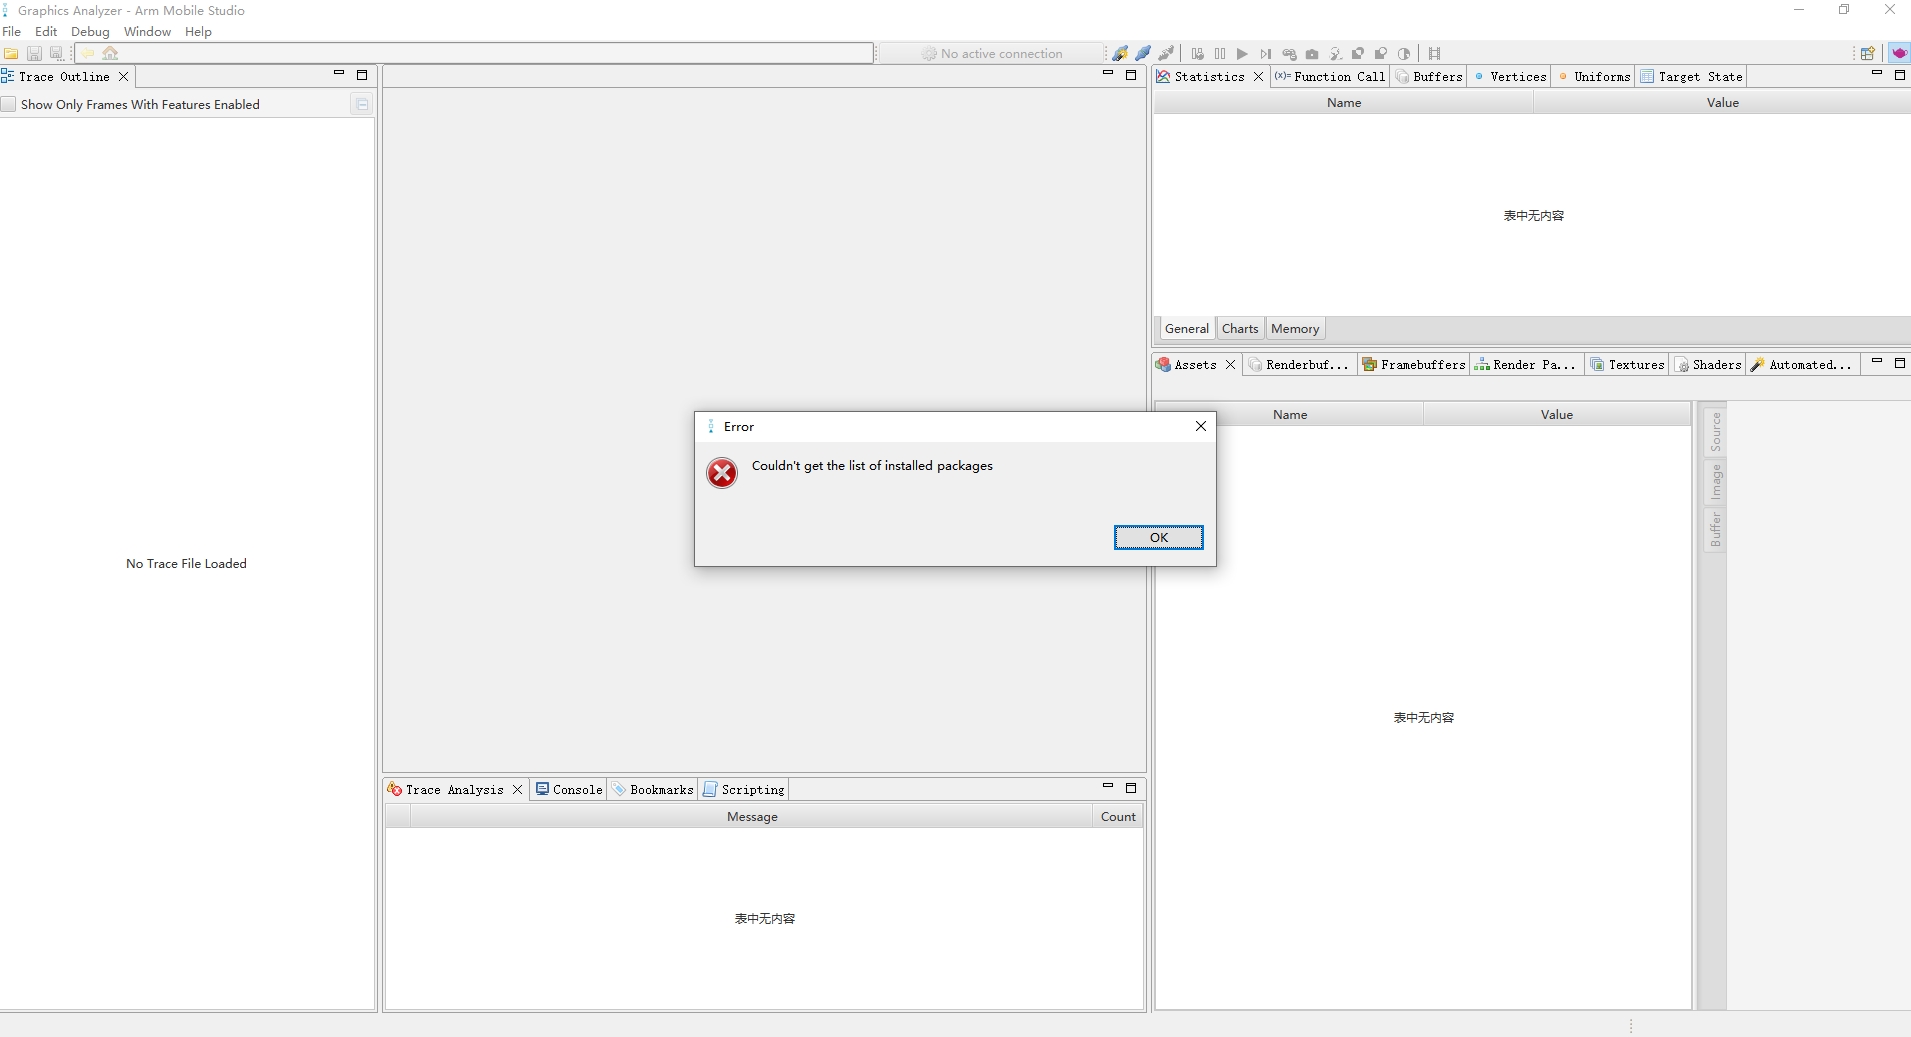 Graphics Analyzer - Arm Mobile Studio
File Edit Debug Window Help
No active connection
Trace Outline
Show Only Frames With Features Enabled
No Trace File Loaded
Statistics (x)= Function Call Buffers Vertices Uniforms Target State
Name Value
表中无内容
General Charts Memory
Assets Renderbuf... Framebuffers Render Pa... Textures Shaders Automated...
Name Value
表中无内容
Source
Image
Buffer
Error
Couldn't get the list of installed packages
OK
Trace Analysis Console Bookmarks Scripting
Message Count
表中无内容